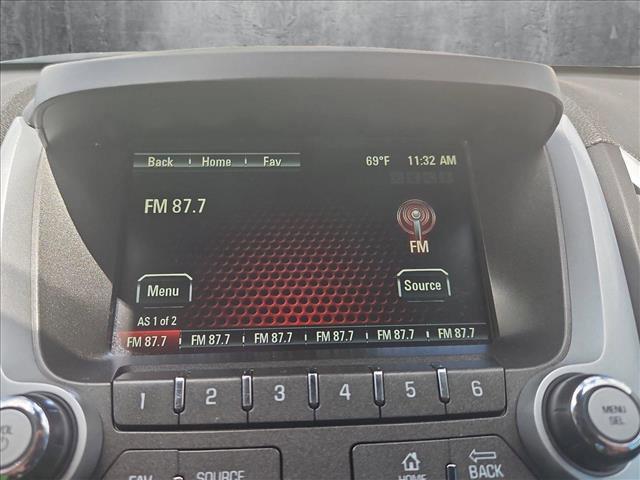 Back Home Fav 69°F 11:32 AM
FM 87.7
FM
Menu Source
AS 1 of 2
FM 87.7 FM 87.7 FM 87.7 FM 87.7 FM 87.7 FM 87.7
1 2 3 4 5 6
VOL
MENU
SEL
FAV SOURCE HOME BACK